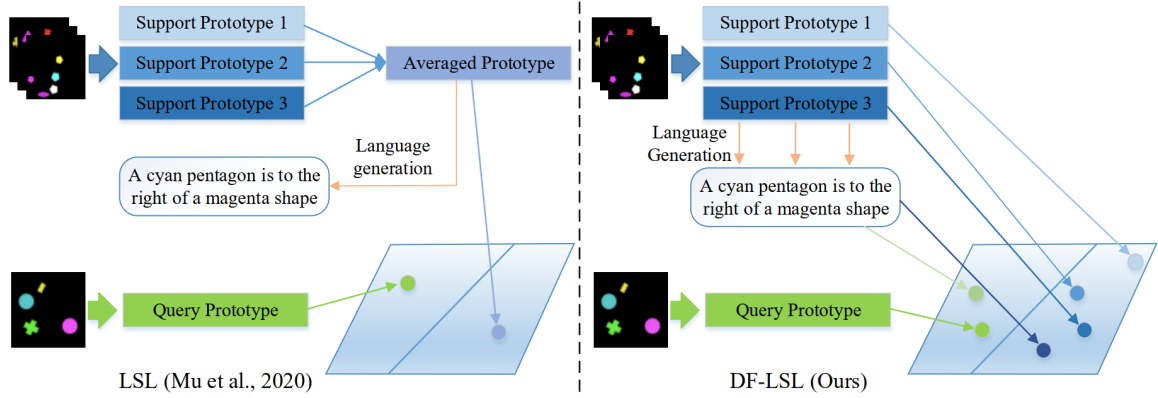 Support Prototype 1
Support Prototype 2
Support Prototype 3
Averaged Prototype
Language
generation
A cyan pentagon is to the
right of a magenta shape
Query Prototype
LSL (Mu et al., 2020)
Support Prototype 1
Support Prototype 2
Support Prototype 3
Language
Generation
A cyan pentagon is to the
right of a magenta shape
Query Prototype
DF-LSL (Ours)